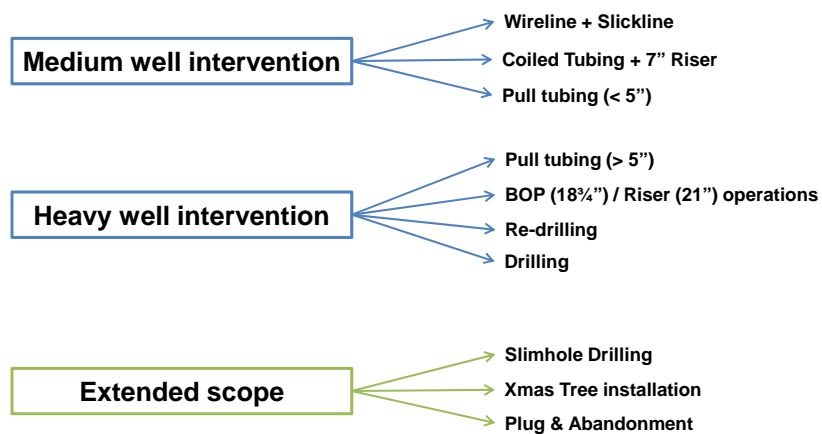 Medium well intervention
Wireline + Slickline
Coiled Tubing + 7” Riser
Pull tubing (< 5”)
Heavy well intervention
Pull tubing (> 5”)
BOP (18¾”) / Riser (21”) operations
Re-drilling
Drilling
Extended scope
Slimhole Drilling
Xmas Tree installation
Plug & Abandonment